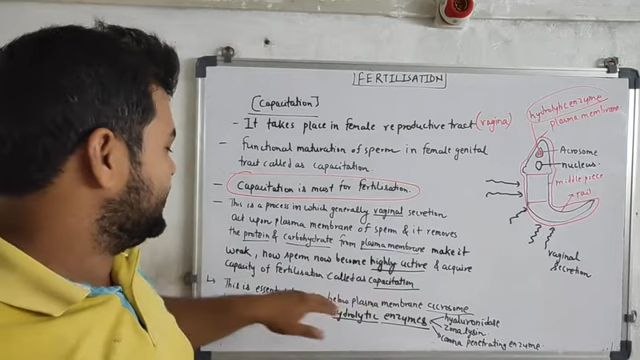 FERTILISATION
[Capacitation]
- It takes place in female reproductive tract (vagina)
- Functional maturation of sperm in female genital
tract called as capacitation.
- Capacitation is must for fertilisation.
- This is a process in which generally vaginal secretion
act upon plasma membrane of sperm & it removes
the protein & carbohydrate from plasma membrane make it
weak, now sperm now become highly active & acquire
capacity of fertilisation called as capacitation
This is below plasma membrane acrosome
hydrolytic enzymes
hyaluronidase
zona lysin
corona penetrating enzyme
hydrolytic enzyme
plasma membrane
Acrosome
nucleus.
middle piece
tail
vaginal
secretion